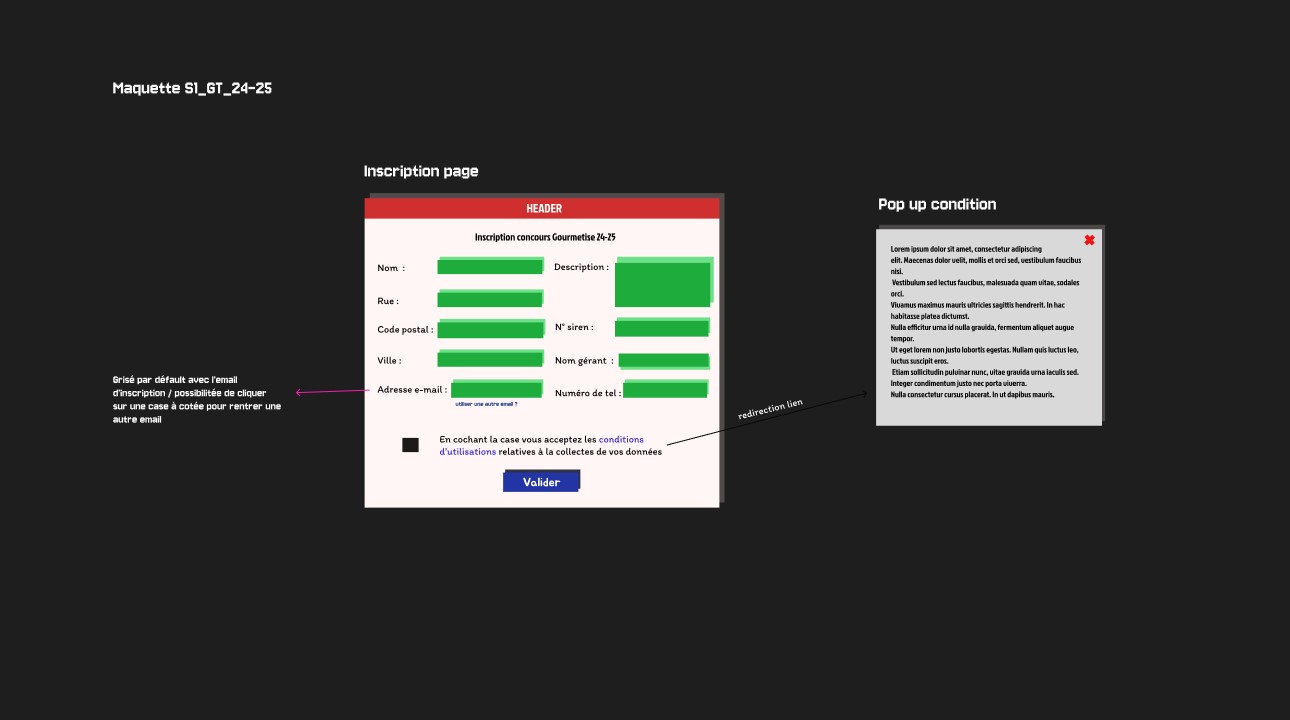 Maquette S1_GT_24-25
Inscription page
HEADER
Inscription concours Gourmetise 24-25
Nom :
Rue :
Code postal :
Ville :
Adresse e-mail :
utiliser une autre email ?
Description :
N° siren :
Nom gérant :
Numéro de tel :
En cochant la case vous acceptez les conditions
d'utilisations relatives à la collectes de vos données
Valider
Grisé par défault avec l'email
d'inscription / possibilitée de cliquer
sur une case à cotée pour rentrer une
autre email
redirection lien
Pop up condition
Lorem ipsum dolor sit amet, consectetur adipiscing
elit. Maecenas dolor velit, mollis et orci sed, vestibulum faucibus
nisi.
Vestibulum sed lectus faucibus, malesuada quam vitae, sodales
orci.
Vivamus maximus mauris ultricies sagittis hendrerit. In hac
habitasse platea dictumst.
Nulla efficitur urna id nulla gravida, fermentum aliquet augue
tempor.
Ut eget lorem non justo lobortis egestas. Nullam quis luctus leo,
luctus suscipit eros.
Etiam sollicitudin pulvinar nunc, vitae gravida urna iaculis sed.
Integer condimentum justo nec porta viverra.
Nulla consectetur cursus placerat. In ut dapibus mauris.